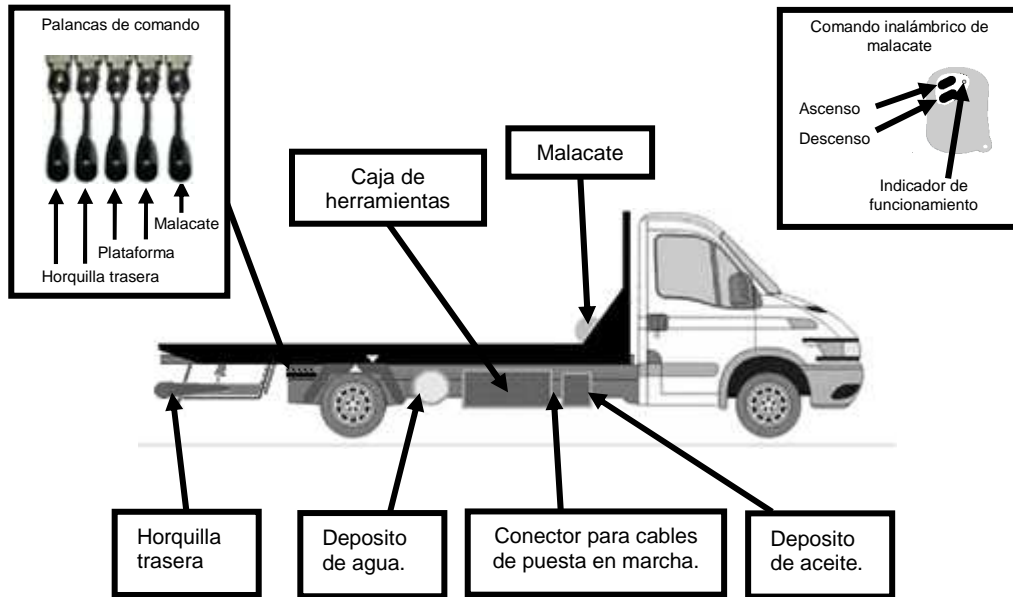 Palancas de comando
Malacate
Plataforma
Horquilla trasera
Comando inalámbrico de
malacate
Ascenso
Descenso
Indicador de
funcionamiento
Malacate
Caja de
herramientas
Horquilla
trasera
Deposito
de agua.
Conector para cables
de puesta en marcha.
Deposito
de aceite.